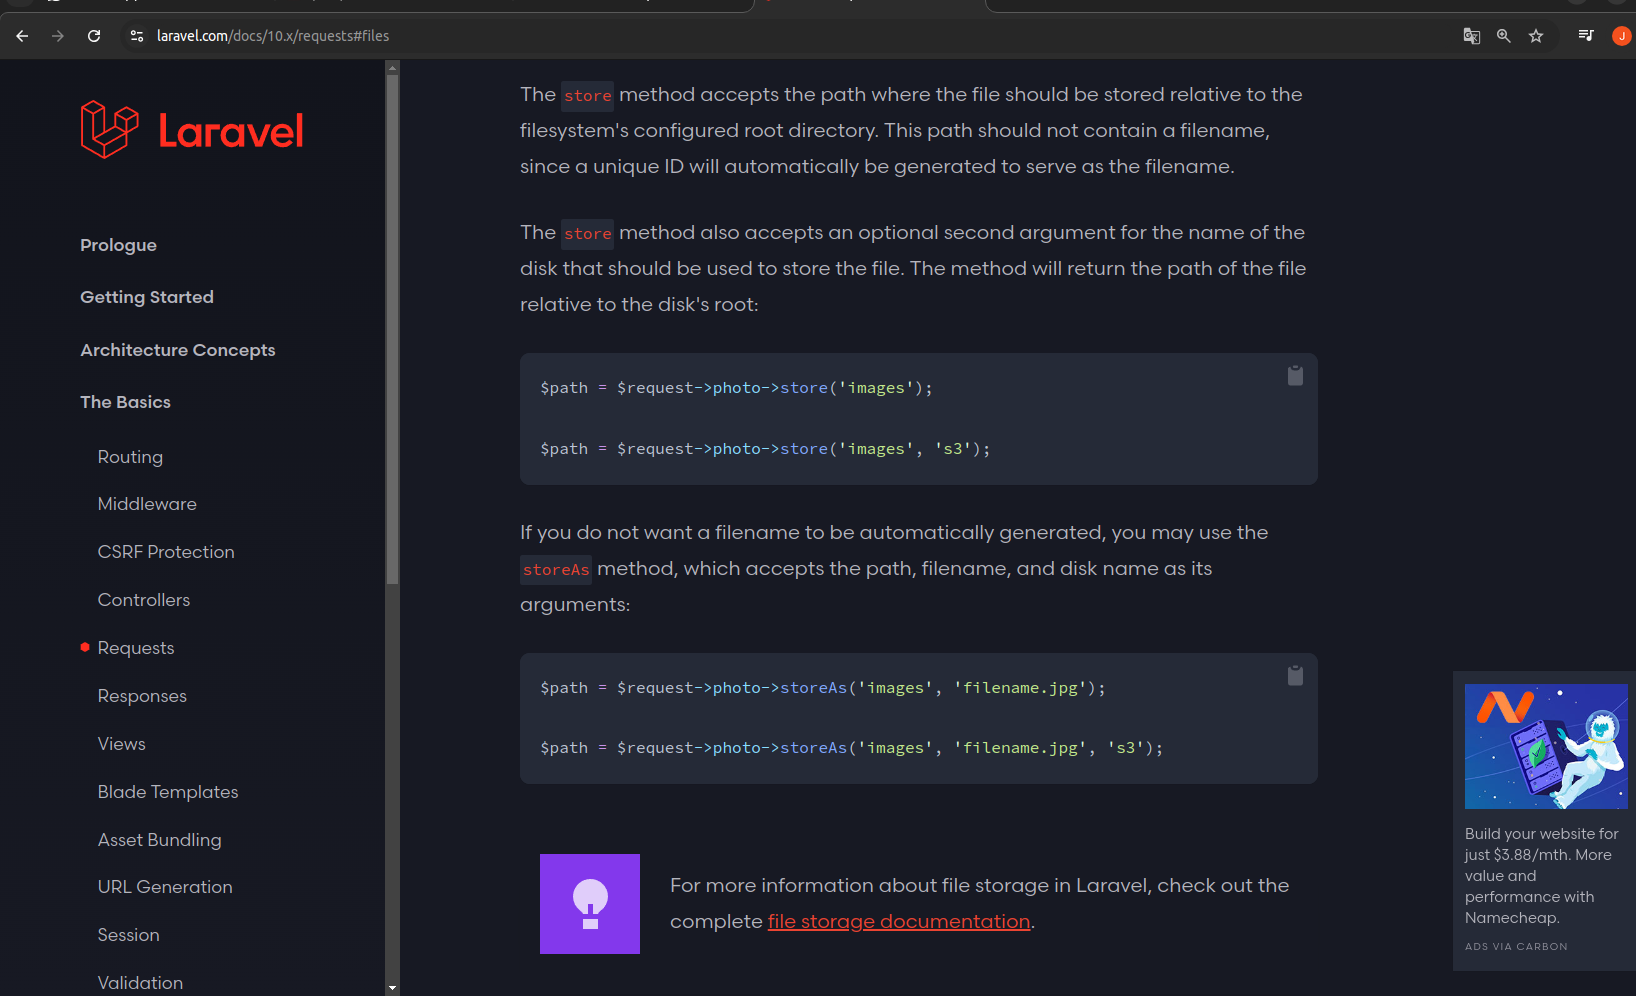 laravel.com/docs/10.x/requests#files
J
Laravel
Prologue
Getting Started
Architecture Concepts
The Basics
Routing
Middleware
CSRF Protection
Controllers
Requests
Responses
Views
Blade Templates
Asset Bundling
URL Generation
Session
Validation
The store method accepts the path where the file should be stored relative to the
filesystem's configured root directory. This path should not contain a filename,
since a unique ID will automatically be generated to serve as the filename.
The store method also accepts an optional second argument for the name of the
disk that should be used to store the file. The method will return the path of the file
relative to the disk's root:
$path = $request->photo->store('images');
$path = $request->photo->store('images', 's3');
If you do not want a filename to be automatically generated, you may use the
storeAs method, which accepts the path, filename, and disk name as its
arguments:
$path = $request->photo->storeAs('images', 'filename.jpg');
$path = $request->photo->storeAs('images', 'filename.jpg', 's3');
For more information about file storage in Laravel, check out the
complete file storage documentation.
Build your website for
just $3.88/mth. More
value and
performance with
Namecheap.
ADS VIA CARBON